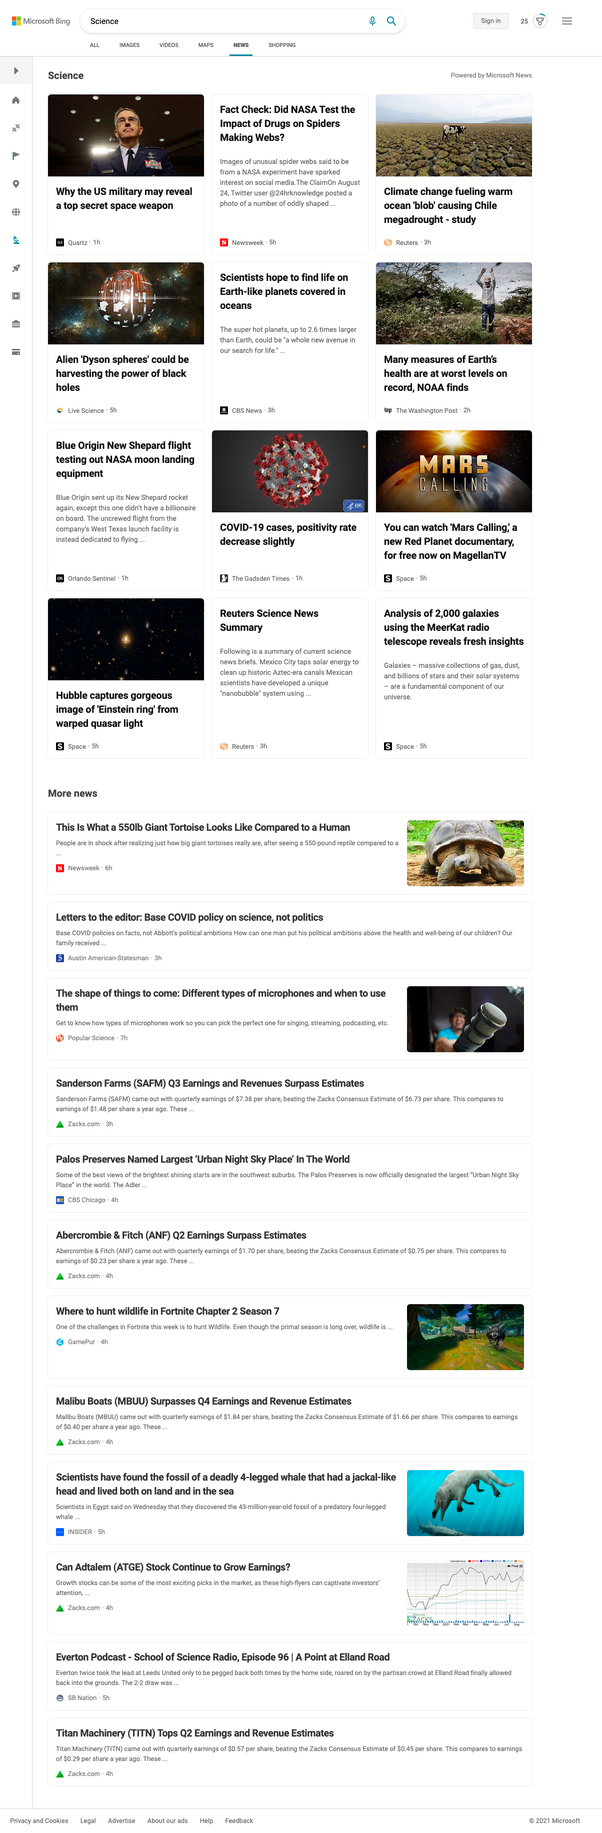 Microsoft Bing
Science
Sign in
25
ALL
IMAGES
VIDEOS
MAPS
NEWS
SHOPPING
Science
Powered by Microsoft News
Why the US military may reveal
a top secret space weapon
Quartz · 1h
Fact Check: Did NASA Test the
Impact of Drugs on Spiders
Making Webs?
Images of unusual spider webs said to be
from a NASA experiment have sparked
interest on social media.The ClaimOn August
24, Twitter user @24hrknowledge posted a
photo of a number of oddly shaped ...
Newsweek · 5h
Climate change fueling warm
ocean 'blob' causing Chile
megadrought - study
Reuters · 3h
Alien 'Dyson spheres' could be
harvesting the power of black
holes
Live Science · 5h
Scientists hope to find life on
Earth-like planets covered in
oceans
The super hot planets, up to 2.6 times larger
than Earth, could be "a whole new avenue in
our search for life." ...
CBS News · 3h
Many measures of Earth's
health are at worst levels on
record, NOAA finds
The Washington Post · 2h
Blue Origin New Shepard flight
testing out NASA moon landing
equipment
Blue Origin sent up its New Shepard rocket
again, except this one didn't have a billionaire
on board. The uncrewed flight from the
company's West Texas launch facility is
instead dedicated to flying ...
Orlando Sentinel · 1h
COVID-19 cases, positivity rate
decrease slightly
The Gadsden Times · 1h
MARS
CALLING
You can watch 'Mars Calling,' a
new Red Planet documentary,
for free now on MagellanTV
Space · 5h
Hubble captures gorgeous
image of 'Einstein ring' from
warped quasar light
Space · 5h
Reuters Science News
Summary
Following is a summary of current science
news briefs. Mexico City taps solar energy to
clean up historic Aztec-era canals Mexican
scientists have developed a unique
"nanobubble" system using ...
Reuters · 3h
Analysis of 2,000 galaxies
using the MeerKat radio
telescope reveals fresh insights
Galaxies – massive collections of gas, dust,
and billions of stars and their solar systems
– are a fundamental component of our
universe.
Space · 5h
More news
This Is What a 550lb Giant Tortoise Looks Like Compared to a Human
People are in shock after realizing just how big giant tortoises really are, after seeing a 550-pound reptile compared to a
...
Newsweek · 6h
Letters to the editor: Base COVID policy on science, not politics
Base COVID policies on facts, not Abbott's political ambitions How can one man put his political ambitions above the health and well-being of our children? Our
family received ...
Austin American-Statesman · 3h
The shape of things to come: Different types of microphones and when to use
them
Get to know how types of microphones work so you can pick the perfect one for singing, streaming, podcasting, etc.
Popular Science · 7h
Sanderson Farms (SAFM) Q3 Earnings and Revenues Surpass Estimates
Sanderson Farms (SAFM) came out with quarterly earnings of $7.38 per share, beating the Zacks Consensus Estimate of $6.73 per share. This compares to
earnings of $1.48 per share a year ago. These ...
Zacks.com · 3h
Palos Preserves Named Largest 'Urban Night Sky Place' In The World
Some of the best views of the brightest shining starts are in the southwest suburbs. The Palos Preserves is now officially designated the largest "Urban Night Sky
Place" in the world. The Adler ...
CBS Chicago · 4h
Abercrombie & Fitch (ANF) Q2 Earnings Surpass Estimates
Abercrombie & Fitch (ANF) came out with quarterly earnings of $1.70 per share, beating the Zacks Consensus Estimate of $0.75 per share. This compares to
earnings of $0.23 per share a year ago. These ...
Zacks.com · 4h
Where to hunt wildlife in Fortnite Chapter 2 Season 7
One of the challenges in Fortnite this week is to hunt Wildlife. Even though the primal season is long over, wildlife is ...
GamePur · 4h
Malibu Boats (MBUU) Surpasses Q4 Earnings and Revenue Estimates
Malibu Boats (MBUU) came out with quarterly earnings of $1.84 per share, beating the Zacks Consensus Estimate of $1.66 per share. This compares to earnings
of $0.40 per share a year ago. These ...
Zacks.com · 4h
Scientists have found the fossil of a deadly 4-legged whale that had a jackal-like
head and lived both on land and in the sea
Scientists in Egypt said on Wednesday that they discovered the 43-million-year-old fossil of a predatory four-legged
whale ...
INSIDER · 5h
Can Adtalem (ATGE) Stock Continue to Grow Earnings?
Growth stocks can be some of the most exciting picks in the market, as these high-flyers can captivate investors'
attention, ...
Zacks.com · 4h
ZACKS
Everton Podcast - School of Science Radio, Episode 96 | A Point at Elland Road
Everton twice took the lead at Leeds United only to be pegged back both times by the home side, roared on by the partisan crowd at Elland Road finally allowed
back into the grounds. The 2-2 draw was ...
SB Nation · 5h
Titan Machinery (TITN) Tops Q2 Earnings and Revenue Estimates
Titan Machinery (TITN) came out with quarterly earnings of $0.57 per share, beating the Zacks Consensus Estimate of $0.45 per share. This compares to earnings
of $0.29 per share a year ago. These ...
Zacks.com · 4h
Privacy and Cookies
Legal
Advertise
About our ads
Help
Feedback
© 2021 Microsoft